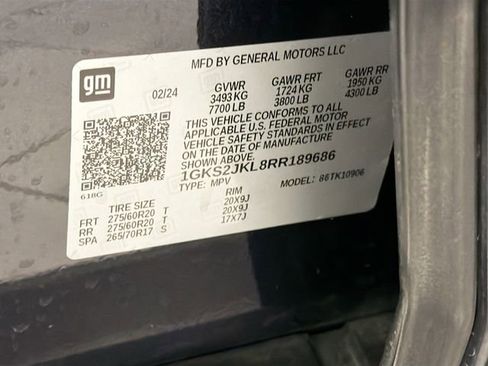 MFD BY GENERAL MOTORS LLC
gm
02/24
GVWR GAWR FRT GAWR RR
3493 KG 1724 KG 1950 KG
7700 LB 3800 LB 4300 LB
THIS VEHICLE CONFORMS TO ALL
APPLICABLE U.S. FEDERAL MOTOR
VEHICLE SAFETY STANDARDS IN EFFECT
ON THE DATE OF MANUFACTURE
SHOWN ABOVE.
1GKS2JKL8RR189686
TYPE: MPV MODEL: 86TK10906
618G
TIRE SIZE RIM
FRT 275/60R20 T 20X9J
RR 275/60R20 T 20X9J
SPA 265/70R17 S 17X7J